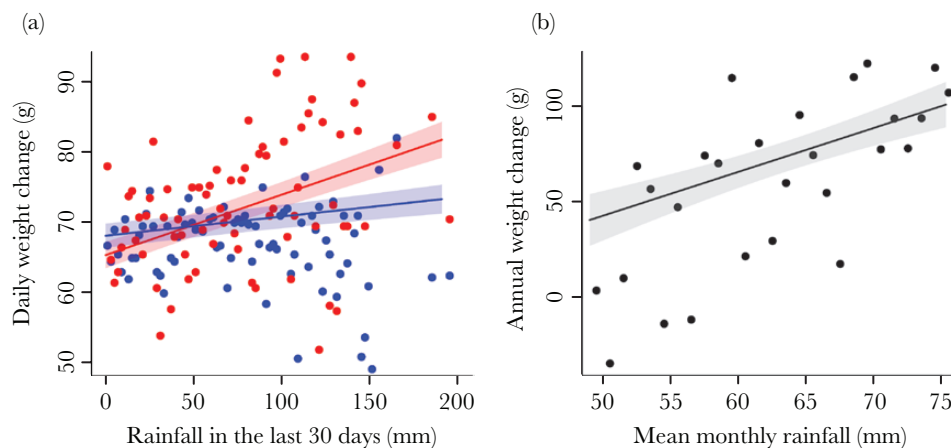 (a)
90
80
70
60
50
Daily weight change (g)
0 50 100 150 200
Rainfall in the last 30 days (mm)
(b)
100
50
0
Annual weight change (g)
50 55 60 65 70 75
Mean monthly rainfall (mm)